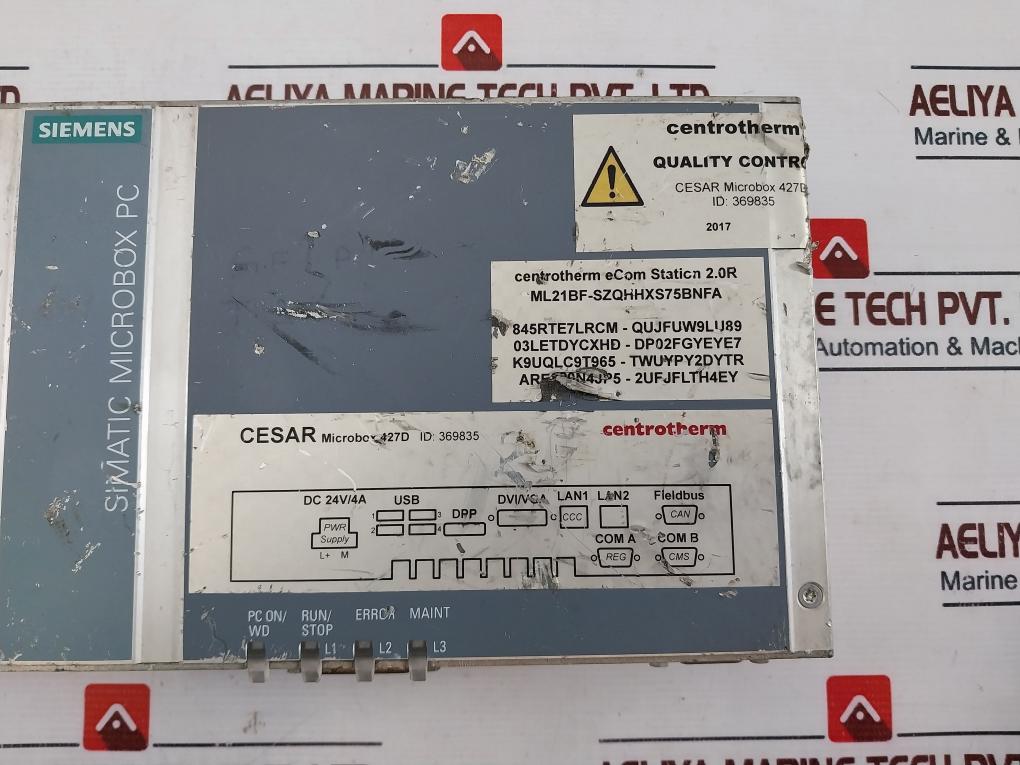 AELIYA MARINE TECH PVT. LTD
AELIYA
Marine &
SIEMENS
SIMATIC MICROBOX PC
centrotherm
QUALITY CONTRO
CESAR Microbox 427D
ID: 369835
2017
centrotherm eCom Station 2.0R
ML21BF-SZQHHXS75BNFA
845RTE7LRCM - QUJFUW9LU89
03LETDYCXHD - DP02FGYEYE7
K9UQLC9T965 - TWUYPY2DYTR
- 2UFJFLTH4EY
E TECH PVT.
Automation & Mach
CESAR Microbox 427D ID: 369835
centrotherm
DC 24V/4A USB DPP DVI/VGA LAN1 LAN2 Fieldbus
1 3
2 4
PWR
Supply
L+ M
CCC
CAN
COM A COM B
REG CMS
AELIY
Marine
PC ON/
WD
RUN/
STOP
ERROR
MAINT
L1 L2 L3
AELIYA MARINE TECH PVT